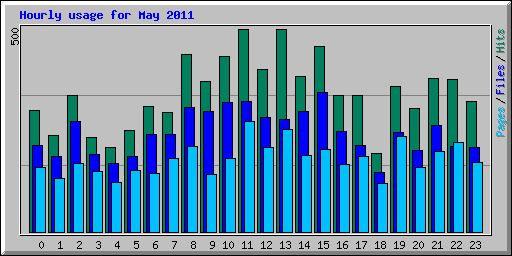 Hourly usage for May 2011
500
Pages / Files / Hits
0 1 2 3 4 5 6 7 8 9 10 11 12 13 14 15 16 17 18 19 20 21 22 23